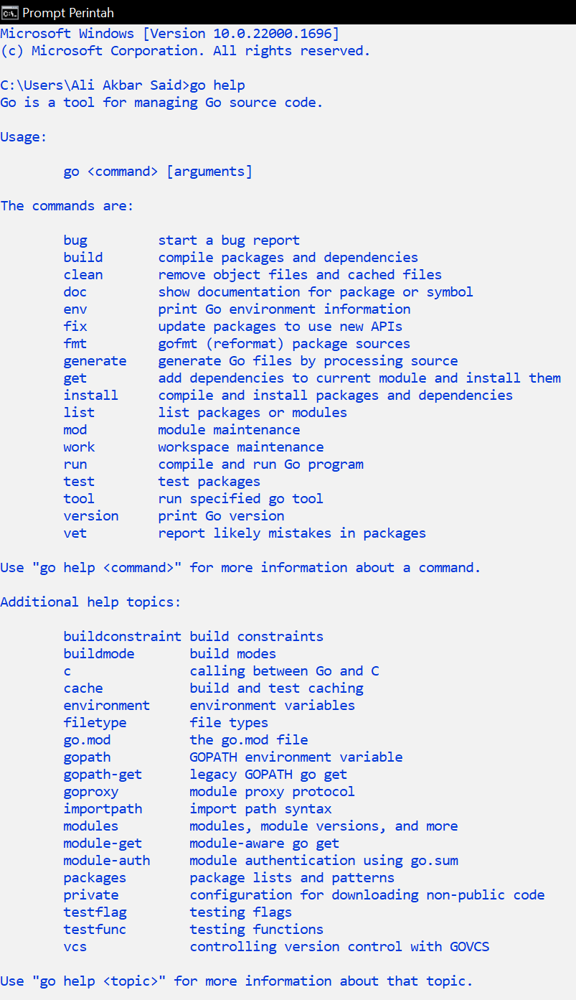 Prompt Perintah
Microsoft Windows [Version 10.0.22000.1696]
(c) Microsoft Corporation. All rights reserved.
C:\Users\Ali Akbar Said>go help
Go is a tool for managing Go source code.
Usage:
go <command> [arguments]
The commands are:
bug start a bug report
build compile packages and dependencies
clean remove object files and cached files
doc show documentation for package or symbol
env print Go environment information
fix update packages to use new APIs
fmt gofmt (reformat) package sources
generate generate Go files by processing source
get add dependencies to current module and install them
install compile and install packages and dependencies
list list packages or modules
mod module maintenance
work workspace maintenance
run compile and run Go program
test test packages
tool run specified go tool
version print Go version
vet report likely mistakes in packages
Use "go help <command>" for more information about a command.
Additional help topics:
buildconstraint build constraints
buildmode build modes
c calling between Go and C
cache build and test caching
environment environment variables
filetype file types
go.mod the go.mod file
gopath GOPATH environment variable
gopath-get legacy GOPATH go get
goproxy module proxy protocol
importpath import path syntax
modules modules, module versions, and more
module-get module-aware go get
module-auth module authentication using go.sum
packages package lists and patterns
private configuration for downloading non-public code
testflag testing flags
testfunc testing functions
vcs controlling version control with GOVCS
Use "go help <topic>" for more information about that topic.